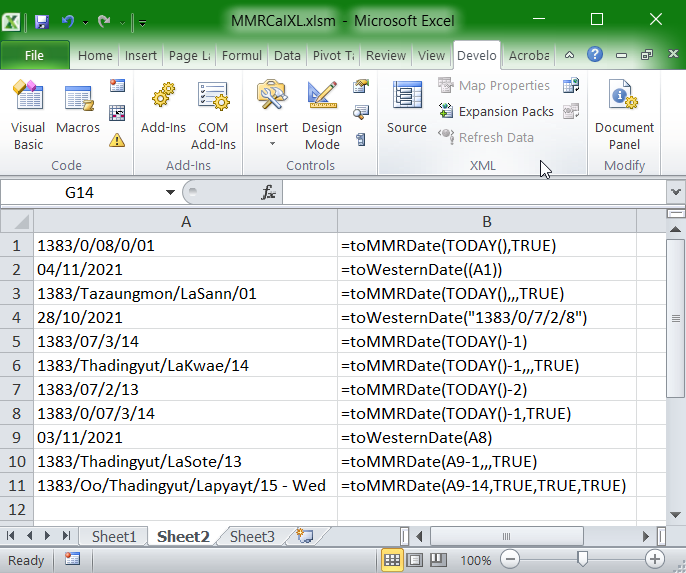 MMRCalXL.xlsm - Microsoft Excel
File Home Insert Page La Formul Data Pivot T Review View Develo Acroba
Visual Basic Macros Add-Ins COM Add-Ins Insert Design Mode Source Map Properties Expansion Packs Refresh Data Document Panel
Code Add-Ins Controls XML Modify
G14 fx
A B
1 1383/0/08/0/01 =toMMRDate(TODAY(),TRUE)
2 04/11/2021 =toWesternDate((A1))
3 1383/Tazaungmon/LaSann/01 =toMMRDate(TODAY(),,,TRUE)
4 28/10/2021 =toWesternDate("1383/0/7/2/8")
5 1383/07/3/14 =toMMRDate(TODAY()-1)
6 1383/Thadingyut/LaKwae/14 =toMMRDate(TODAY()-1,,,TRUE)
7 1383/07/2/13 =toMMRDate(TODAY()-2)
8 1383/0/07/3/14 =toMMRDate(TODAY()-1,TRUE)
9 03/11/2021 =toWesternDate(A8)
10 1383/Thadingyut/LaSote/13 =toMMRDate(A9-1,,,TRUE)
11 1383/Oo/Thadingyut/Lapyayt/15 - Wed =toMMRDate(A9-14,TRUE,TRUE,TRUE)
12
Sheet1 Sheet2 Sheet3
Ready 100%